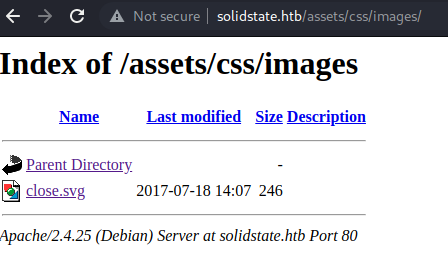 Not secure | solidstate.htb/assets/css/images/
Index of /assets/css/images
Name Last modified Size Description
Parent Directory -
close.svg 2017-07-18 14:07 246
Apache/2.4.25 (Debian) Server at solidstate.htb Port 80